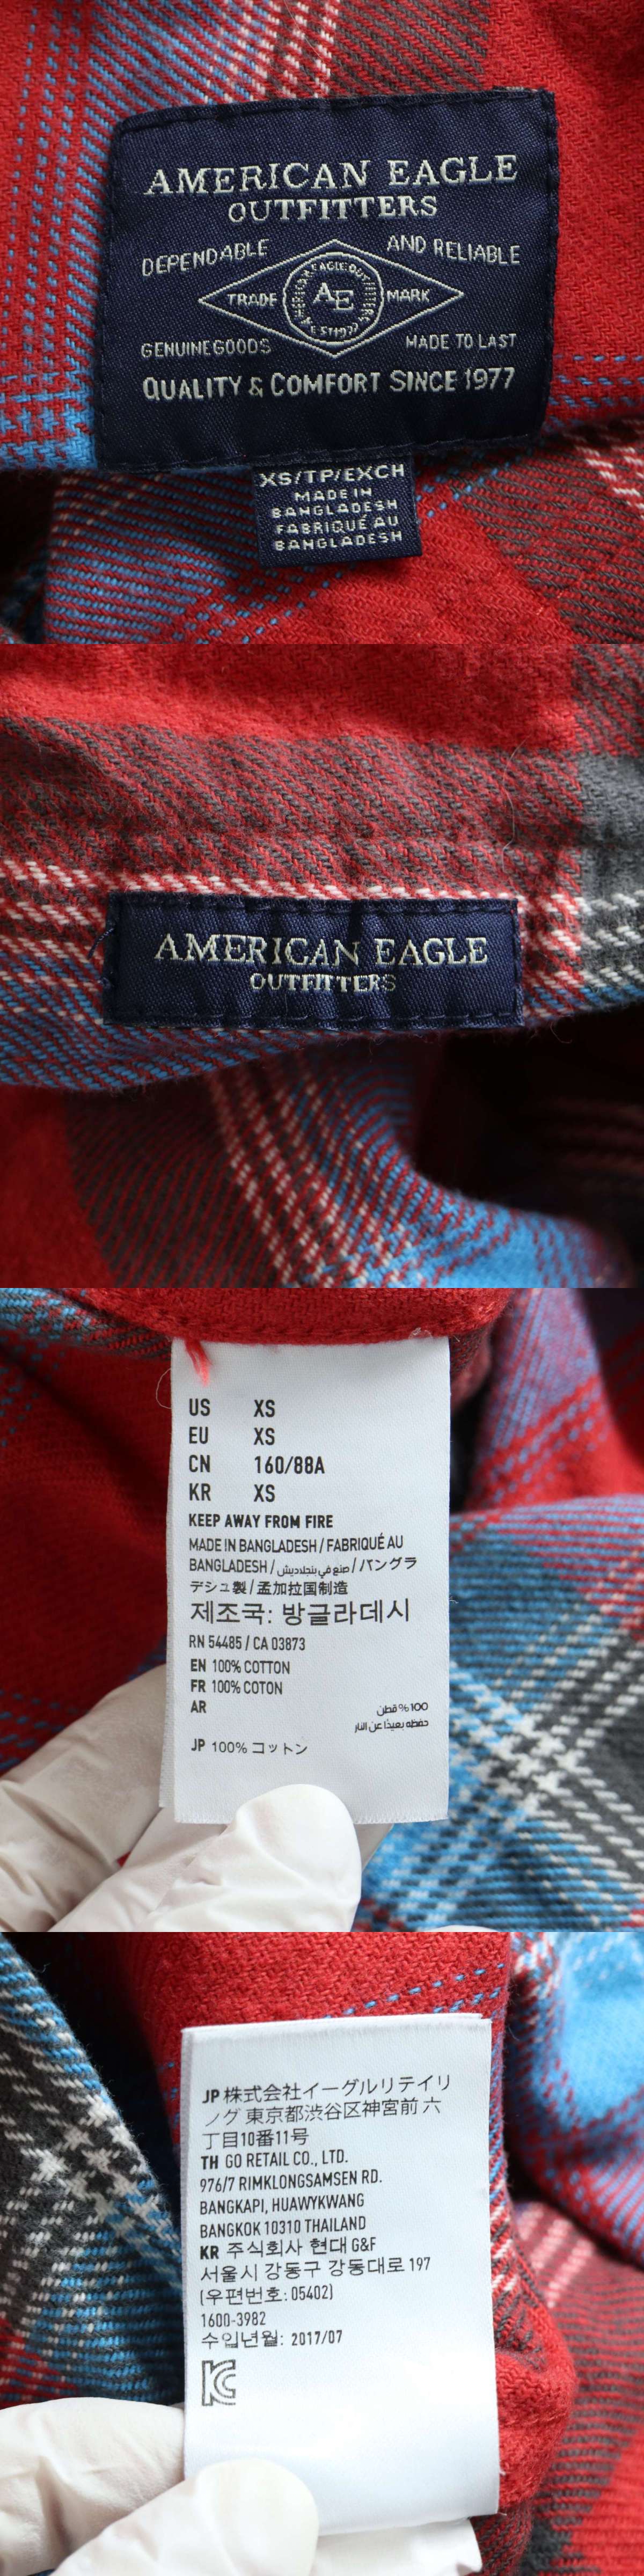 AMERICAN EAGLE
OUTFITTERS
DEPENDABLE AND RELIABLE
AMERICAN EAGLE OUTFITTERS
TRADE AE MARK
EST 1977
GENUINE GOODS MADE TO LAST
QUALITY & COMFORT SINCE 1977
XS/TP/EXCH
MADE IN
BANGLADESH
FABRIQUÉ AU
BANGLADESH
AMERICAN EAGLE
OUTFITTERS
US XS
EU XS
CN 160/88A
KR XS
KEEP AWAY FROM FIRE
MADE IN BANGLADESH / FABRIQUÉ AU
BANGLADESH / صنع في بنجلاديش / バングラ
デシュ製 / 孟加拉国制造
제조국: 방글라데시
RN 54485 / CA 03873
EN 100% COTTON
FR 100% COTON
AR 100% قطن
حفظه بعيدًا عن النار
JP 100% コットン
JP 株式会社イーグルリテイリ
ング 東京都渋谷区神宮前 六
丁目10番11号
TH GO RETAIL CO., LTD.
976/7 RIMKLONGSAMSEN RD.
BANGKAPI, HUAWYKWANG
BANGKOK 10310 THAILAND
KR 주식회사 현대 G&F
서울시 강동구 강동대로 197
(우편번호: 05402)
1600-3982
수입년월: 2017/07
KC